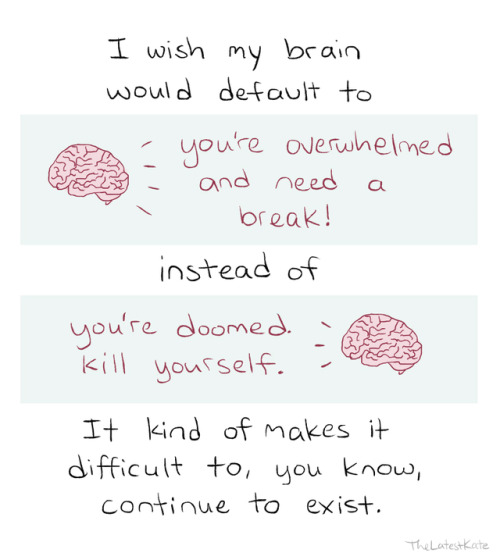 I wish my brain
would default to
you're overwhelmed
and need a
break!
instead of
you're doomed.
kill yourself.
It kind of makes it
difficult to, you know,
continue to exist.
TheLatestKate